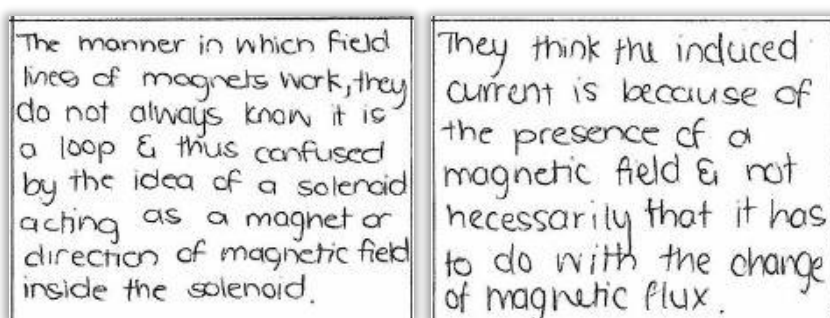 The manner in which field
lines of magnets work, they
do not always know it is
a loop & thus confused
by the idea of a solenoid
acting as a magnet or
direction of magnetic field
inside the solenoid.
They think the induced
current is because of
the presence of a
magnetic field & not
necessarily that it has
to do with the change
of magnetic flux.